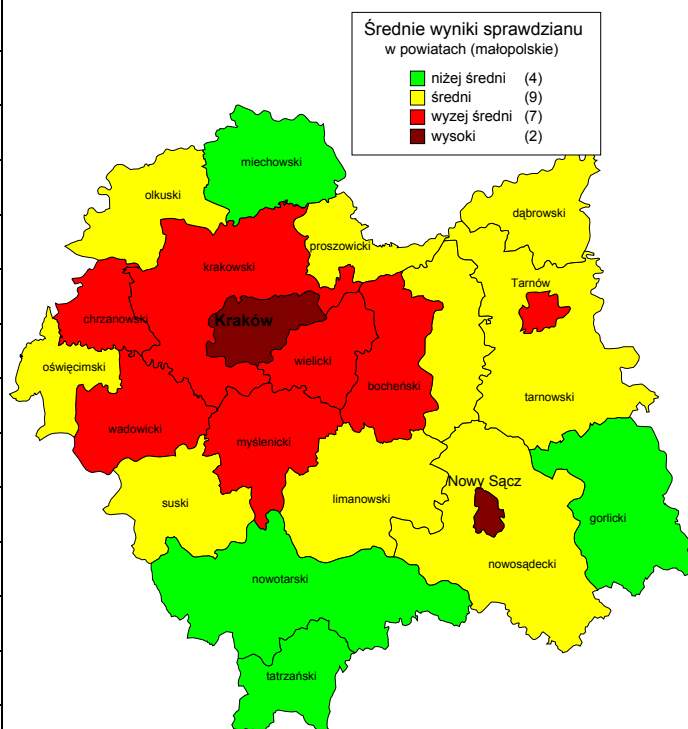 Średnie wyniki sprawdzianu
w powiatach (małopolskie)
niżej średni (4)
średni (9)
wyzej średni (7)
wysoki (2)
miechowski
olkuski
dąbrowski
proszowicki
krakowski
Tarnów
chrzanowski
Kraków
wielicki
oświęcimski
bocheński
tarnowski
wadowicki
myślenicki
Nowy Sącz
limanowski
suski
gorlicki
nowosądecki
nowotarski
tatrzański